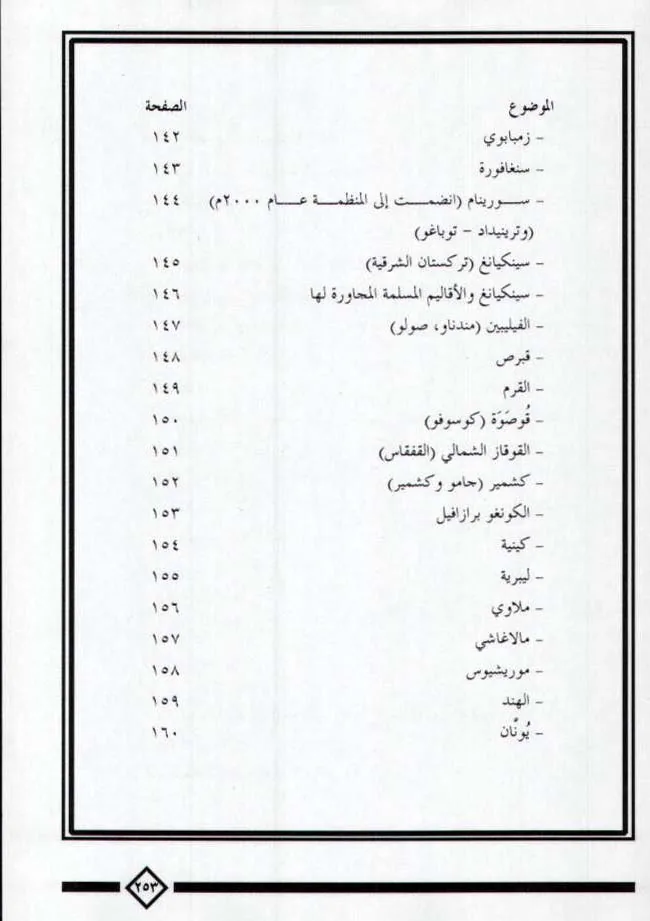 الموضوع الصفحة
- زمبابوي ١٤٢
- سنغافورة ١٤٣
- سورينام (انضمت إلى المنظمة عام ٢٠٠٠م) ١٤٤
(وترينيداد - توباغو)
- سينكيانغ (تركستان الشرقية) ١٤٥
- سينكيانغ والأقاليم المسلمة المجاورة لها ١٤٦
- الفيليبين (مندناو، صولو) ١٤٧
- قبرص ١٤٨
- القرم ١٤٩
- قُوصَوَة (كوسوفو) ١٥٠
- القوقاز الشمالي (القفقاس) ١٥١
- كشمير (جامو وكشمير) ١٥٢
- الكونغو برازافيل ١٥٣
- كينية ١٥٤
- ليبرية ١٥٥
- ملاوي ١٥٦
- مالاغاشي ١٥٧
- موريشيوس ١٥٨
- الهند ١٥٩
- يُونَّان ١٦٠
٢٥٣